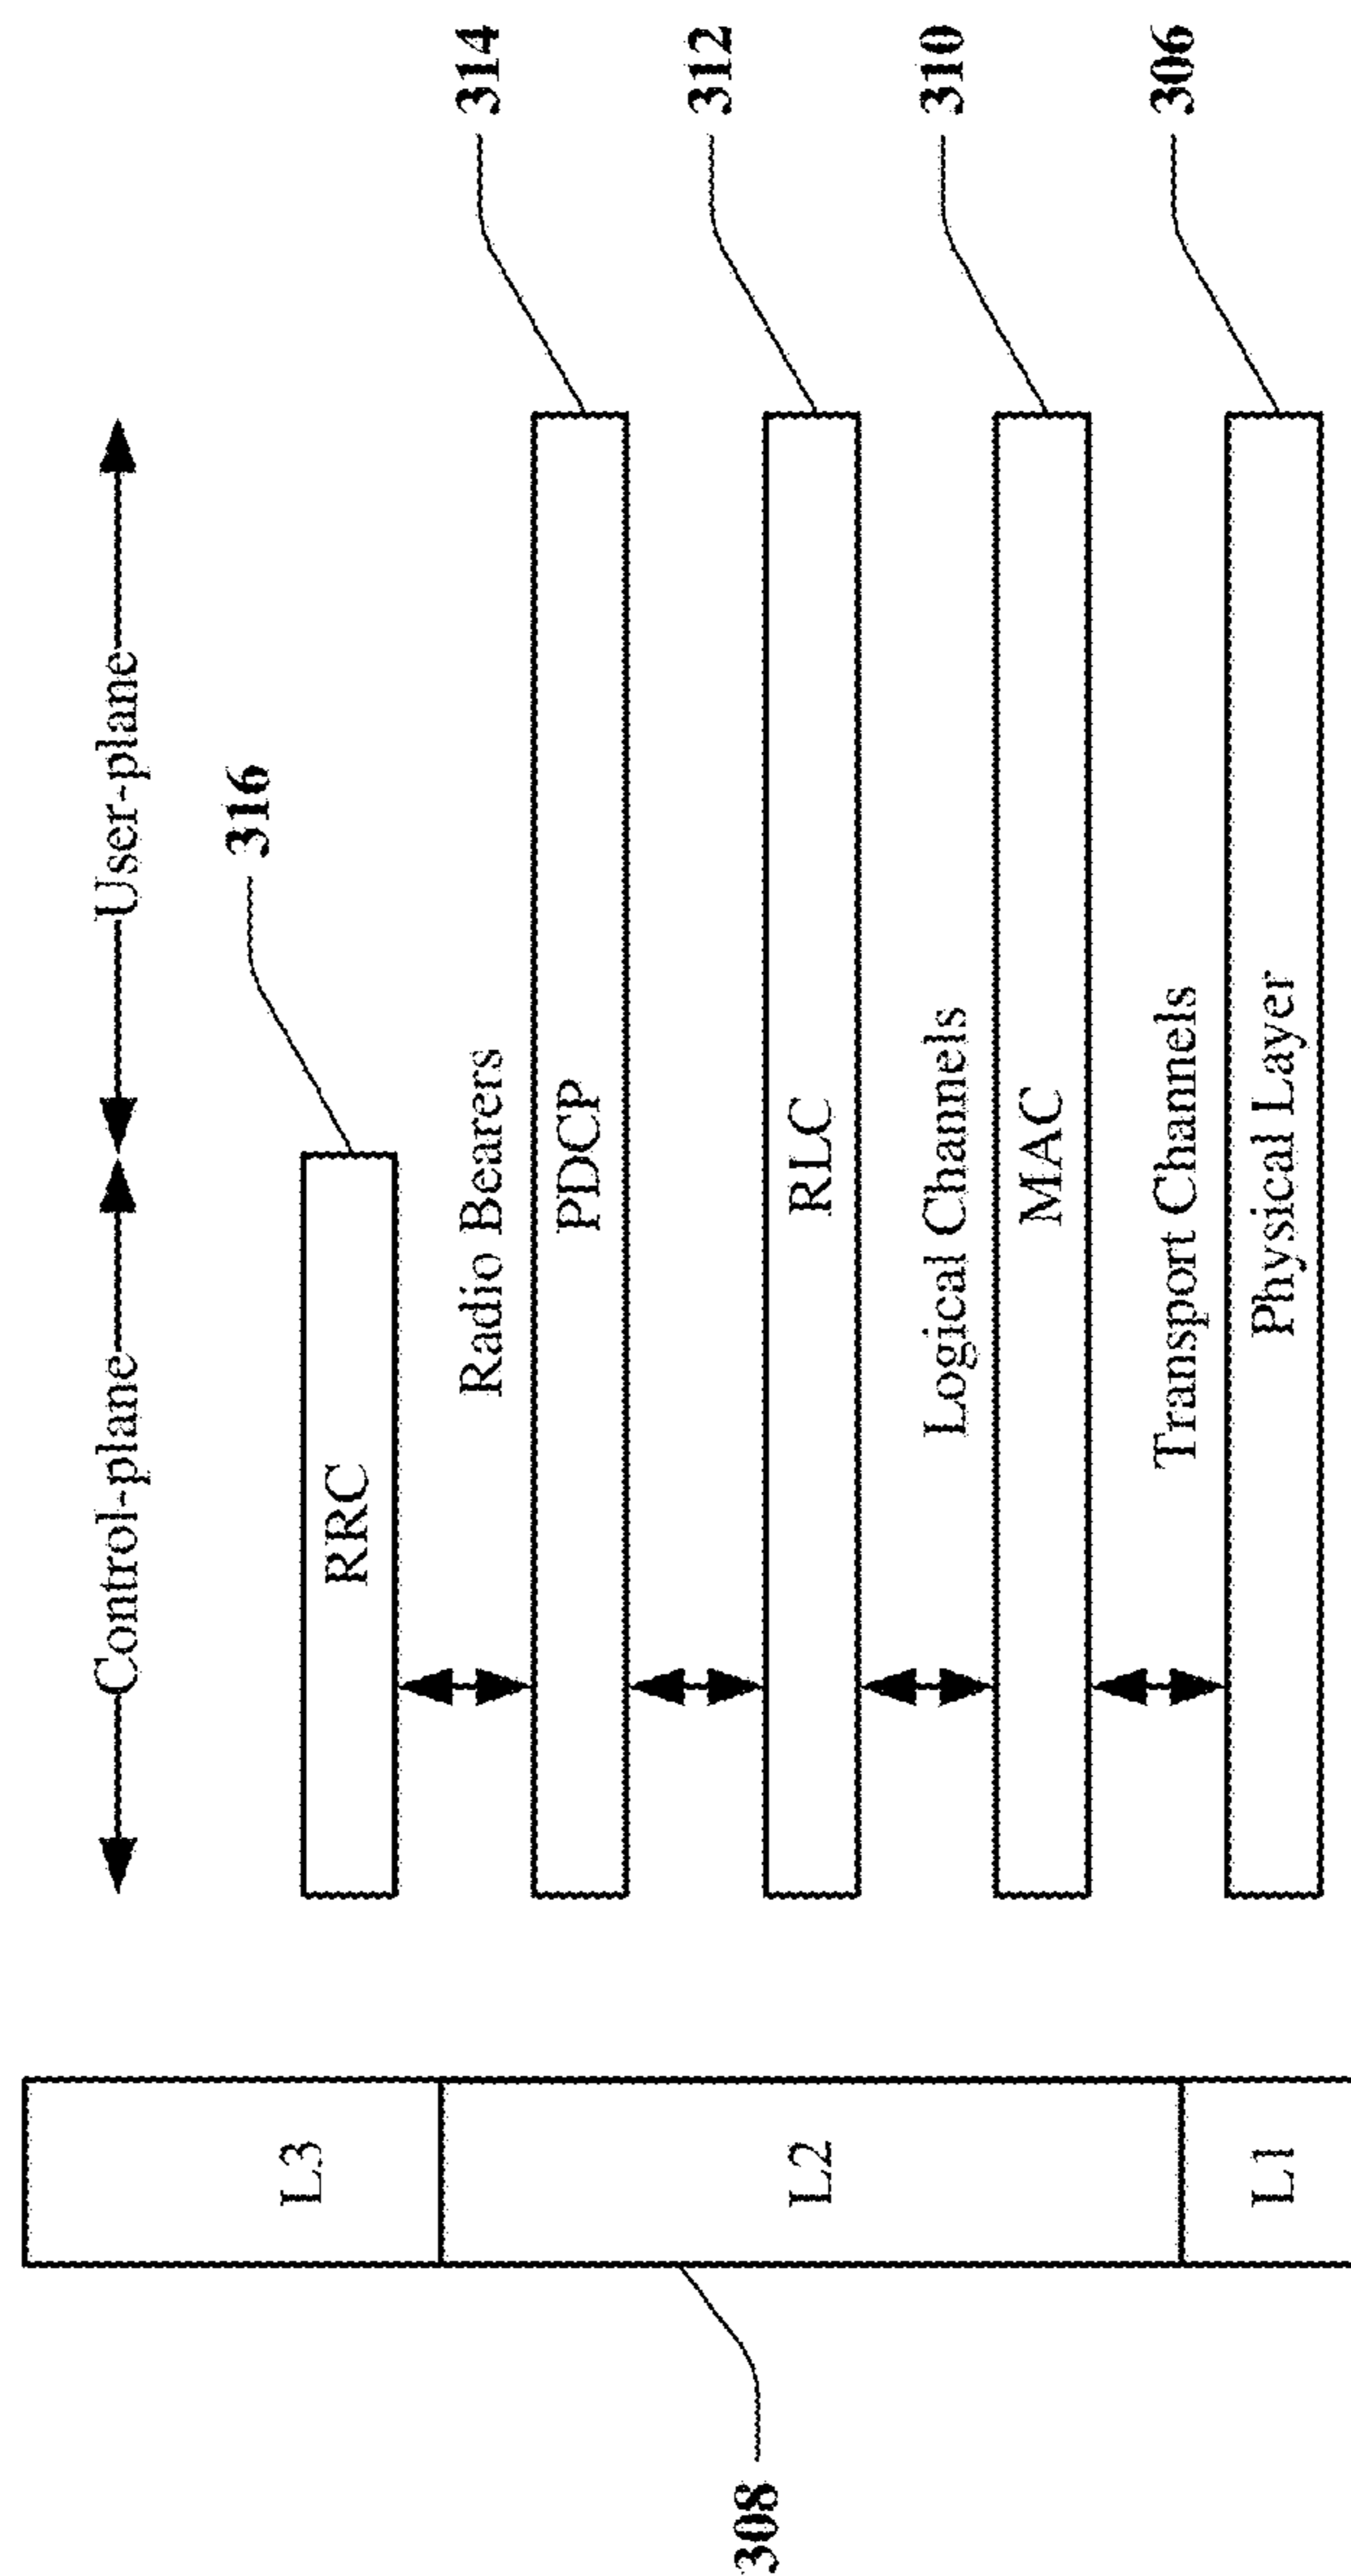 Control-plane
User-plane
316
RRC
L3
Radio Bearers
314
PDCP
308
L2
312
RLC
Logical Channels
310
MAC
Transport Channels
306
Physical Layer
L1